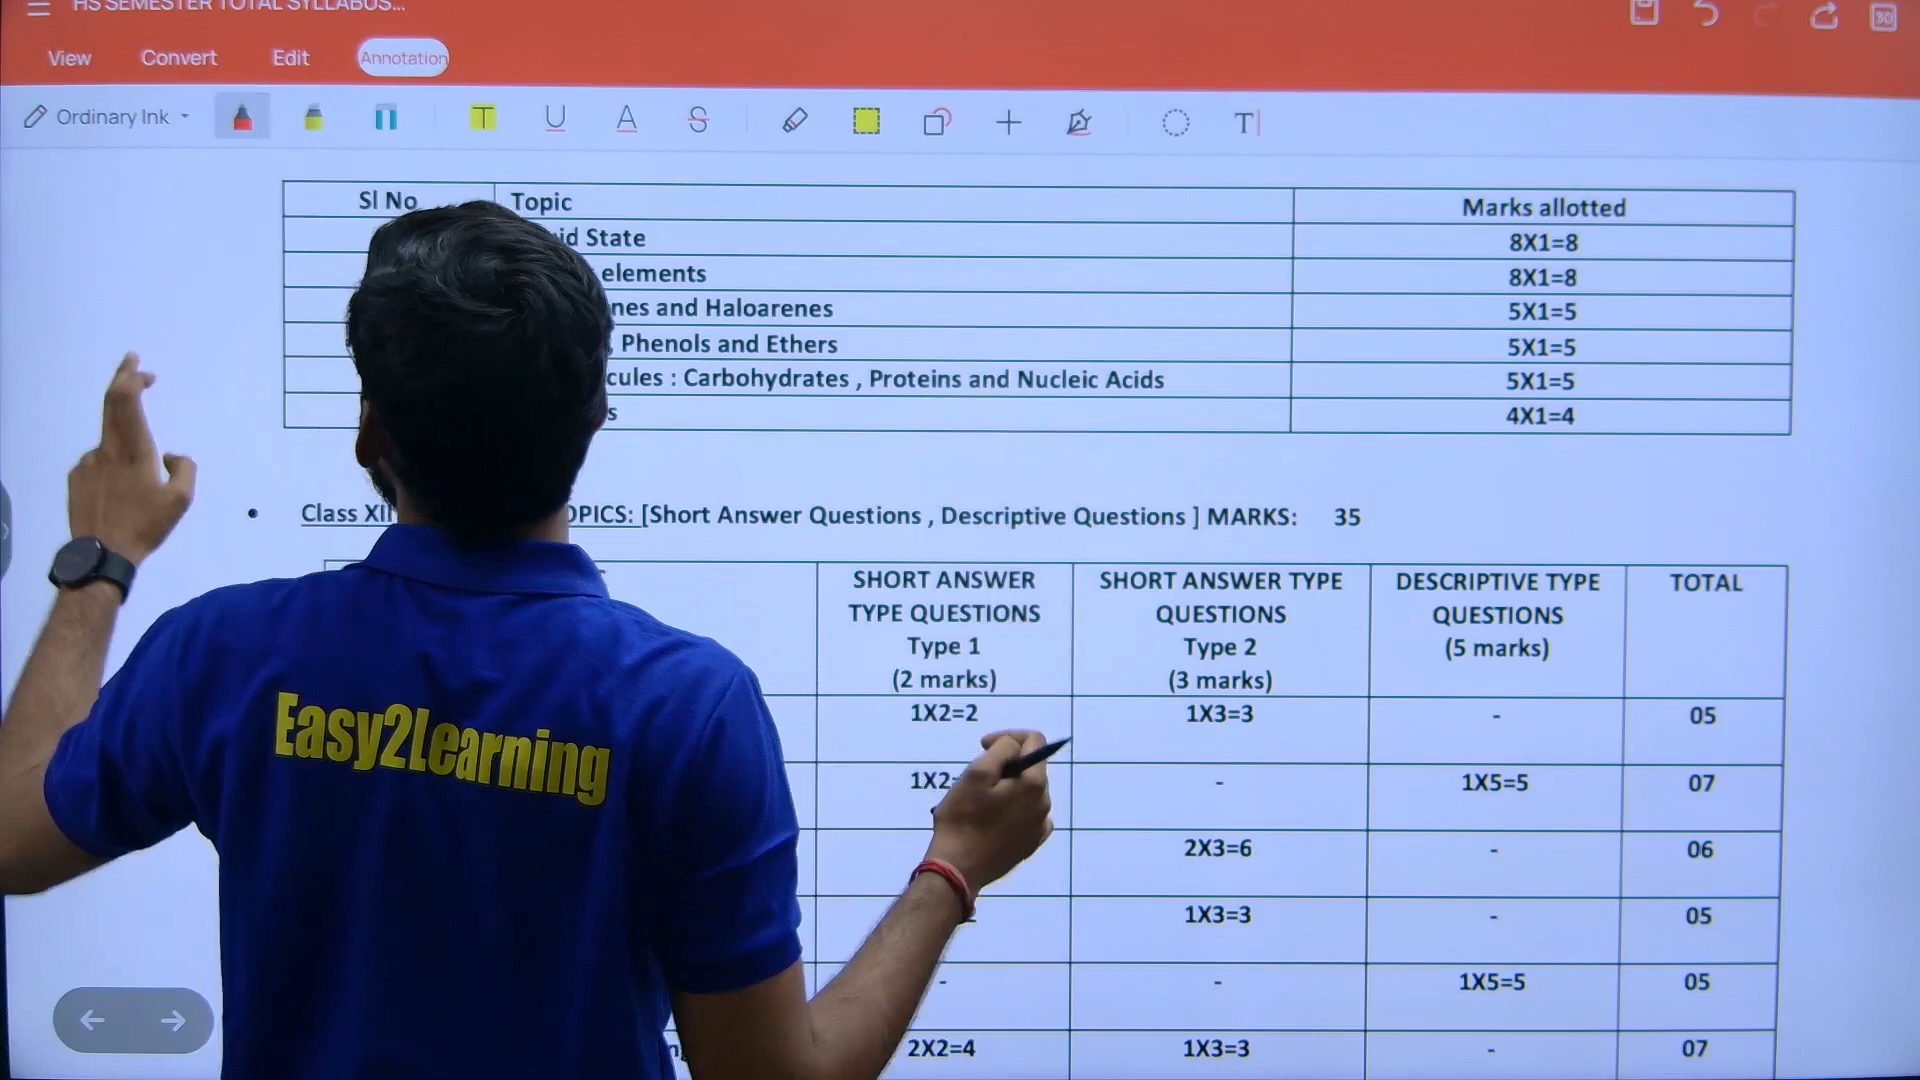 HS SEMESTER TOTAL SYLLABUS...
View Convert Edit Annotation
Ordinary Ink
Sl No Topic Marks allotted
State 8X1=8
elements 8X1=8
and Haloarenes 5X1=5
, Phenols and Ethers 5X1=5
: Carbohydrates , Proteins and Nucleic Acids 5X1=5
4X1=4
• Class XII [Short Answer Questions , Descriptive Questions ] MARKS: 35
SHORT ANSWER TYPE QUESTIONS Type 1 (2 marks)
SHORT ANSWER TYPE QUESTIONS Type 2 (3 marks)
DESCRIPTIVE TYPE QUESTIONS (5 marks)
TOTAL
1X2=2 1X3=3 - 05
1X2 - 1X5=5 07
2X3=6 - 06
1X3=3 - 05
- - 1X5=5 05
2X2=4 1X3=3 - 07
Easy2Learning